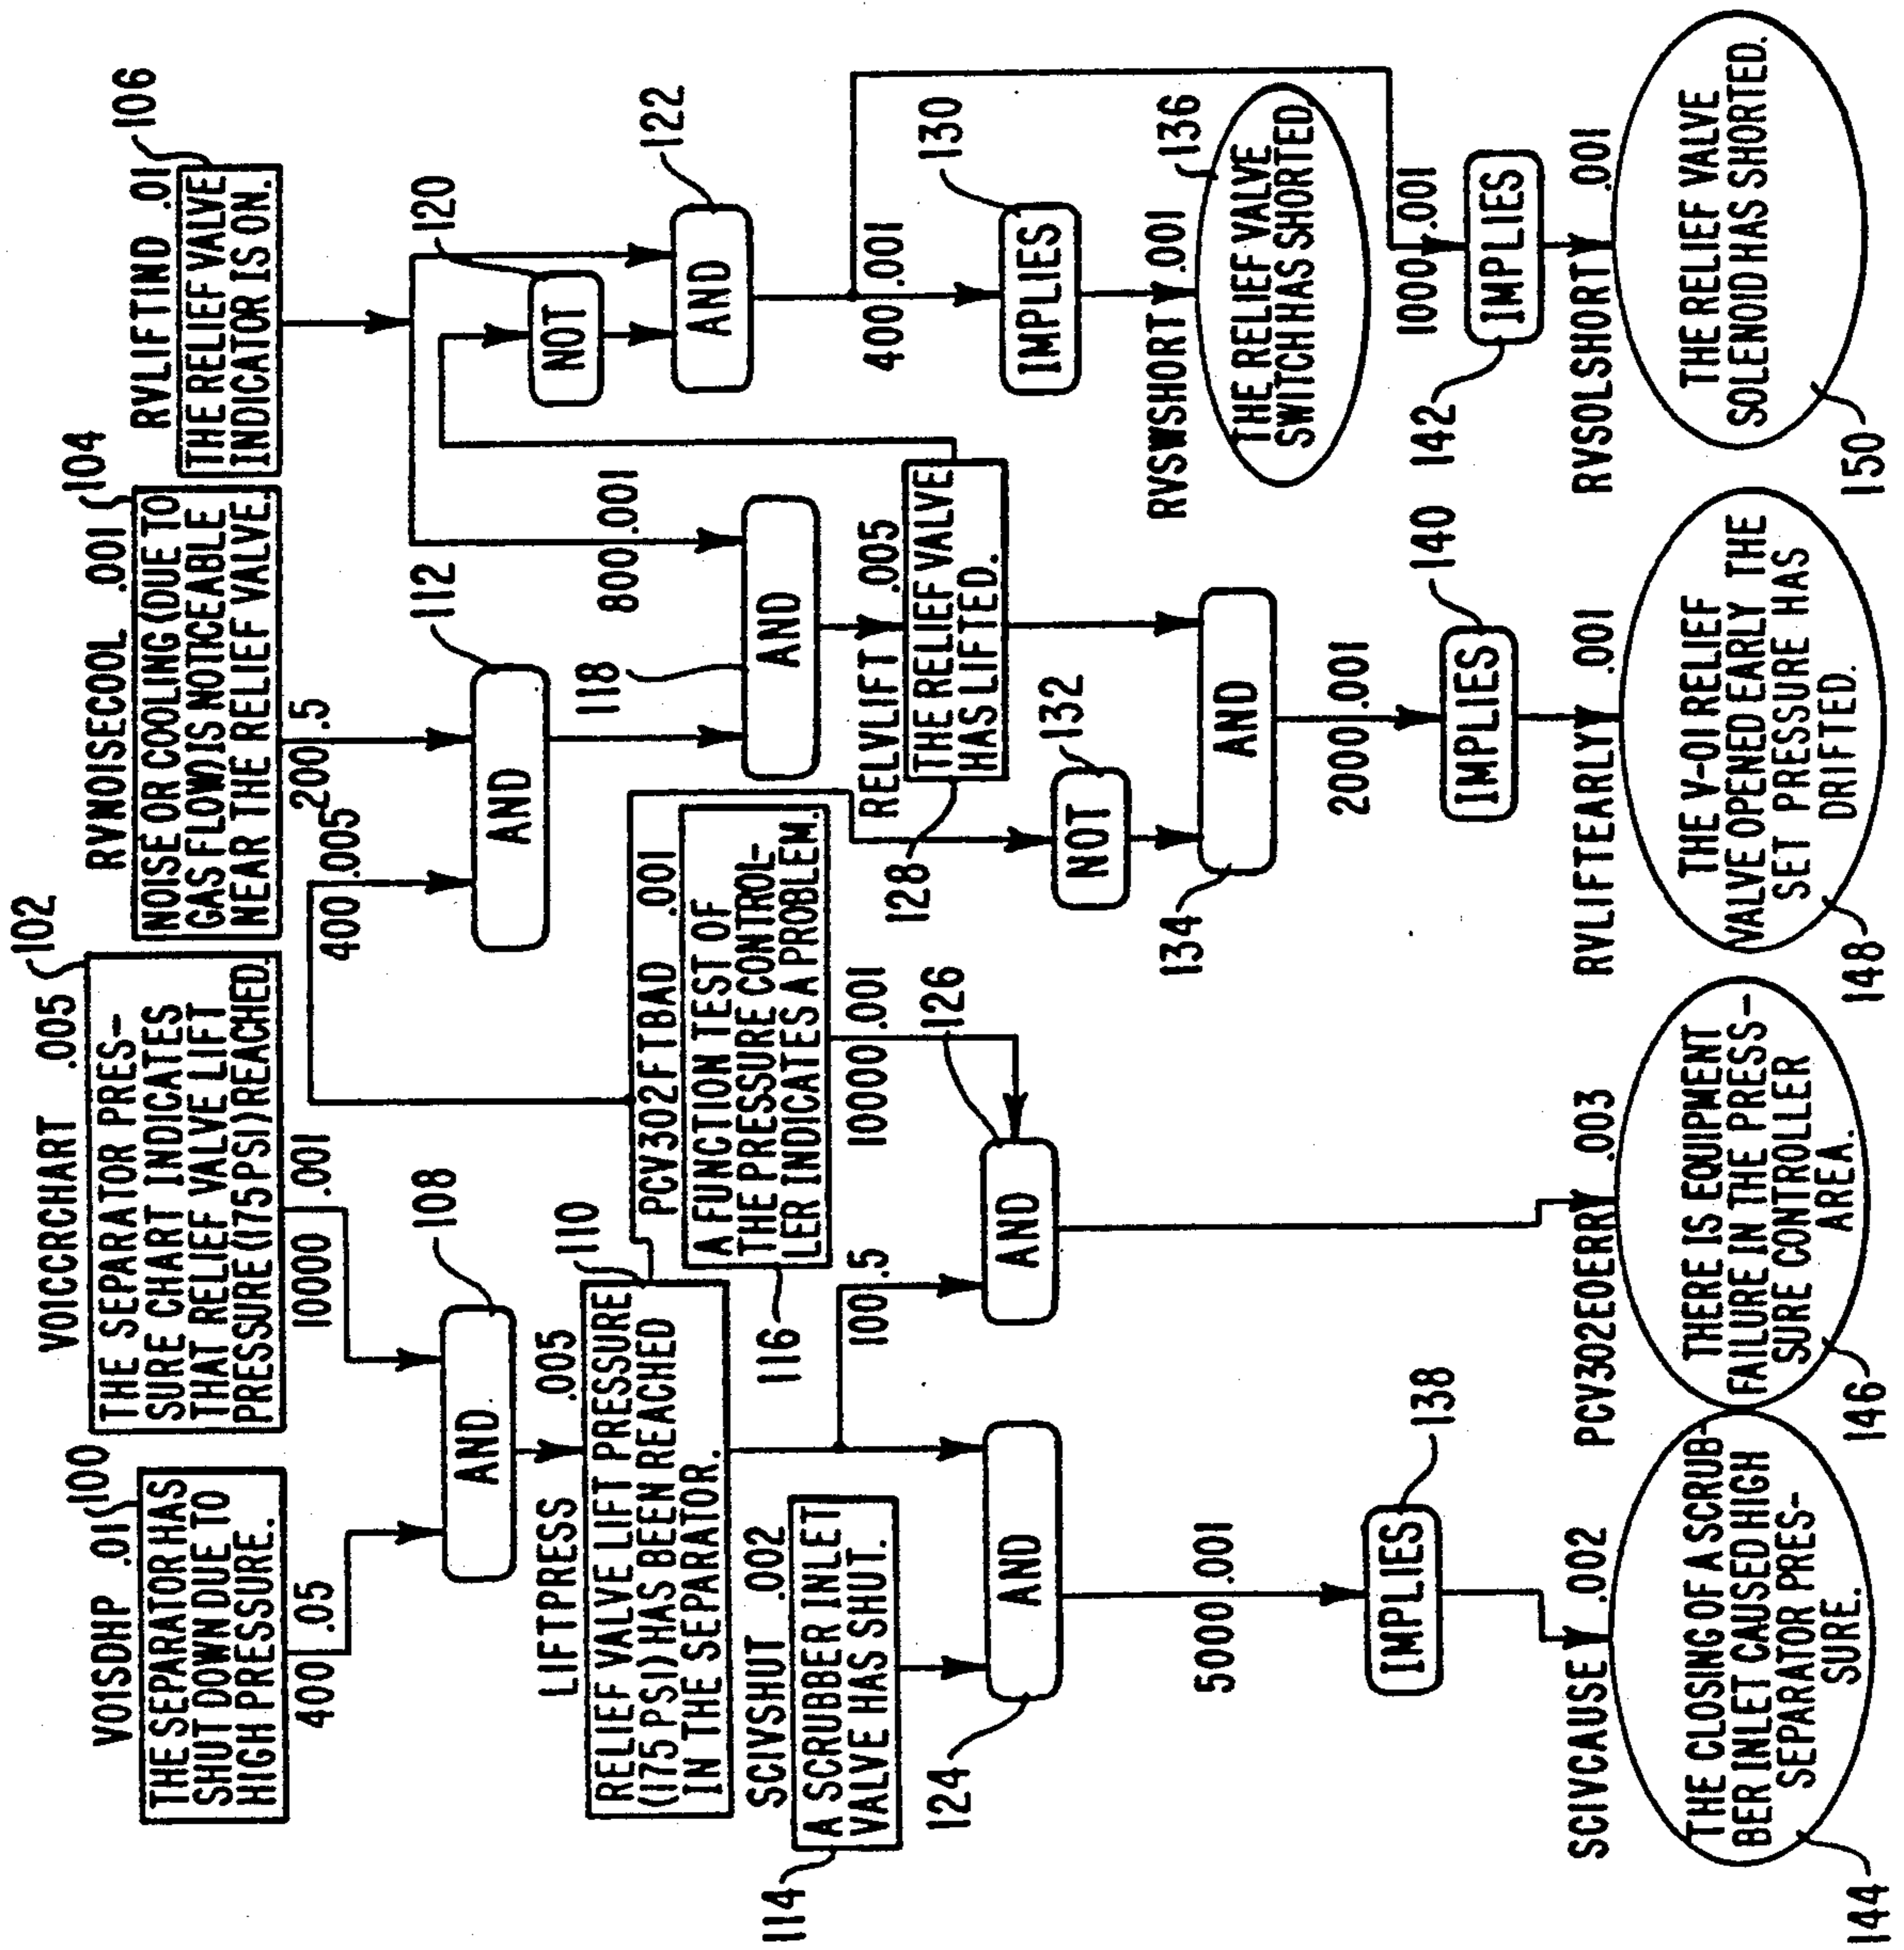 V01SDHP .01
100
THE SEPARATOR HAS
SHUT DOWN DUE TO
HIGH PRESSURE.
400 .05
V01CCRCHART .005
102
THE SEPARATOR PRES-
SURE CHART INDICATES
THAT RELIEF VALVE LIFT
PRESSURE (175 PSI) REACHED.
10000 .001
RVNOISECOOL .001
104
NOISE OR COOLING (DUE TO
GAS FLOW) IS NOTICEABLE
NEAR THE RELIEF VALVE.
200 .5
RVLIFTIND .01
106
THE RELIEF VALVE
INDICATOR IS ON.
400 .005
AND
108
AND
112
NOT
120
AND
122
800 .001
AND
118
LIFTPRESS .005
110
RELIEF VALVE LIFT PRESSURE
(175 PSI) HAS BEEN REACHED
IN THE SEPARATOR.
PCV302FTBAD .001
A FUNCTION TEST OF
THE PRESSURE CONTROL-
LER INDICATES A PROBLEM.
116
10000 .001
RELVLIFT .005
THE RELIEF VALVE
HAS LIFTED.
128
400 .001
IMPLIES
130
SCIVSHUT .002
A SCRUBBER INLET
VALVE HAS SHUT.
114
100 .5
AND
124
AND
126
NOT
132
AND
134
RVSWSHORT .001
136
THE RELIEF VALVE
SWITCH HAS SHORTED
5000 .001
IMPLIES
138
2000 .001
IMPLIES
140
1000 .001
IMPLIES
142
SCIVCAUSE .002
THE CLOSING OF A SCRUB-
BER INLET CAUSED HIGH
SEPARATOR PRES-
SURE.
144
PCV302EOERR .003
THERE IS EQUIPMENT
FAILURE IN THE PRESS-
SURE CONTROLLER
AREA.
146
RVLIFTEARLY .001
THE V-01 RELIEF
VALVE OPENED EARLY THE
SET PRESSURE HAS
DRIFTED.
148
RVSOLSHORT .001
THE RELIEF VALVE
SOLENOID HAS SHORTED.
150